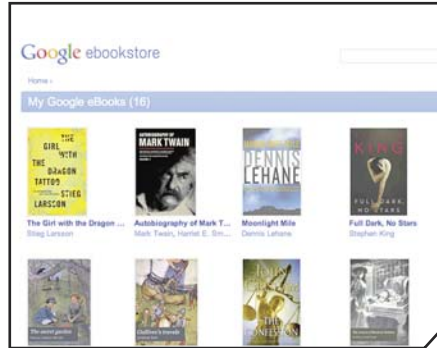 Google ebookstore
Home ›
My Google eBooks (16)
THE
GIRL
WITH
THE
DRAGON
TATTOO
STIEG
LARSSON
AUTOBIOGRAPHY OF
MARK TWAIN
DENNIS
LEHANE
KING
FULL DARK,
NO STARS
The Girl with the Dragon ...
Autobiography of Mark T...
Moonlight Mile
Full Dark, No Stars
Stieg Larsson
Mark Twain, Harriet E. Sm...
Dennis Lehane
Stephen King
The secret garden
Gulliver's travels
THE
CONFESSION